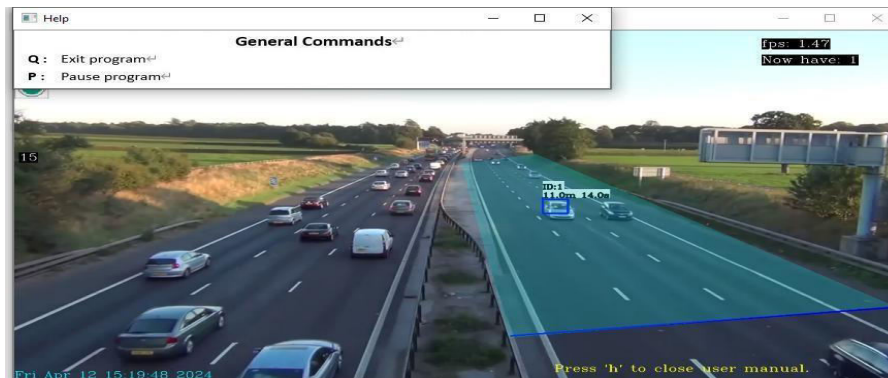 Help
General Commands↵
Q : Exit program↵
P : Pause program↵
fps: 1.47
Now have: 1
15
ID:1
11.0m 14.0s
Fri Apr 12 15:19:48 2024
Press 'h' to close user manual.